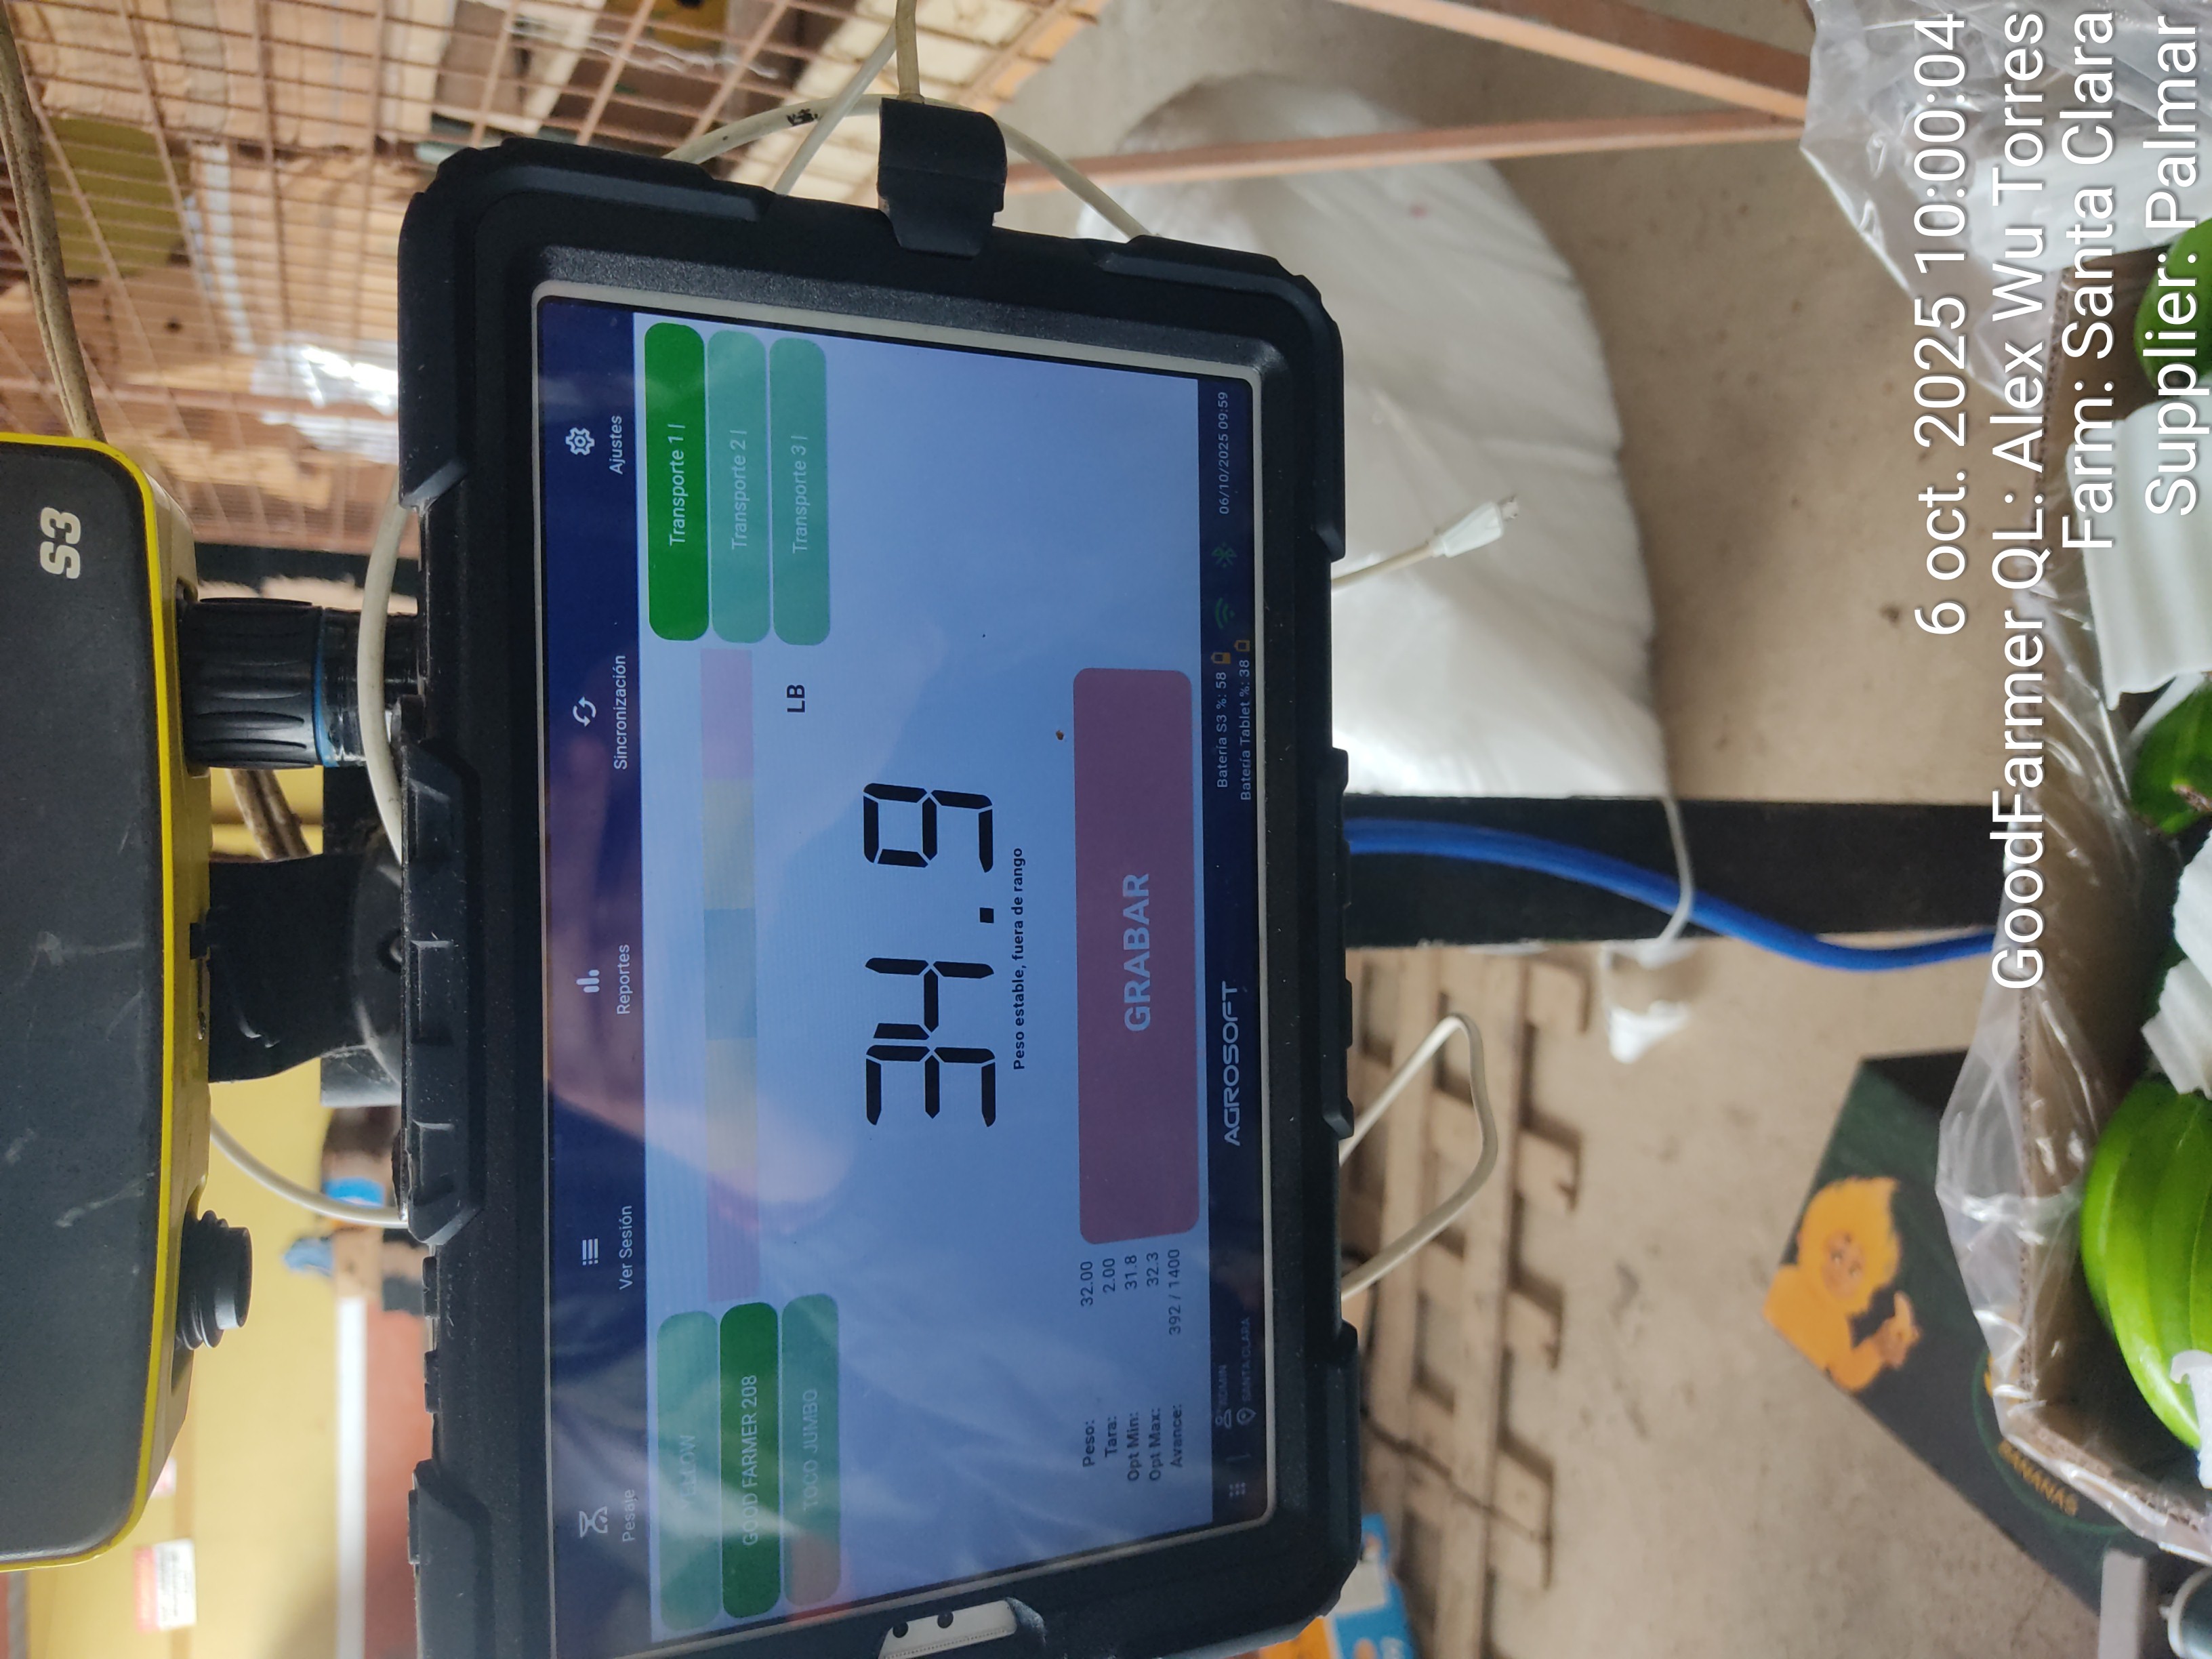 S3
Pesaje
Ver Sesión
Reportes
Sincronización
Ajustes
YELLOW
GOOD FARMER 208
TOCO JUMBO
Transporte 1 |
Transporte 2 |
Transporte 3 |
LB
34.9
Peso estable, fuera de rango
Peso: 32.00
Tara: 2.00
Opt Min: 31.8
Opt Max: 32.3
Avance: 392 / 1400
GRABAR
ADMIN
SANTA CLARA
AGROSOFT
Batería S3 %: 58
Batería Tablet %: 38
06/10/2025 09:59
BANANAS
6 oct. 2025 10:00:04
GoodFarmer QL: Alex Wu Torres
Farm: Santa Clara
Supplier: Palmar